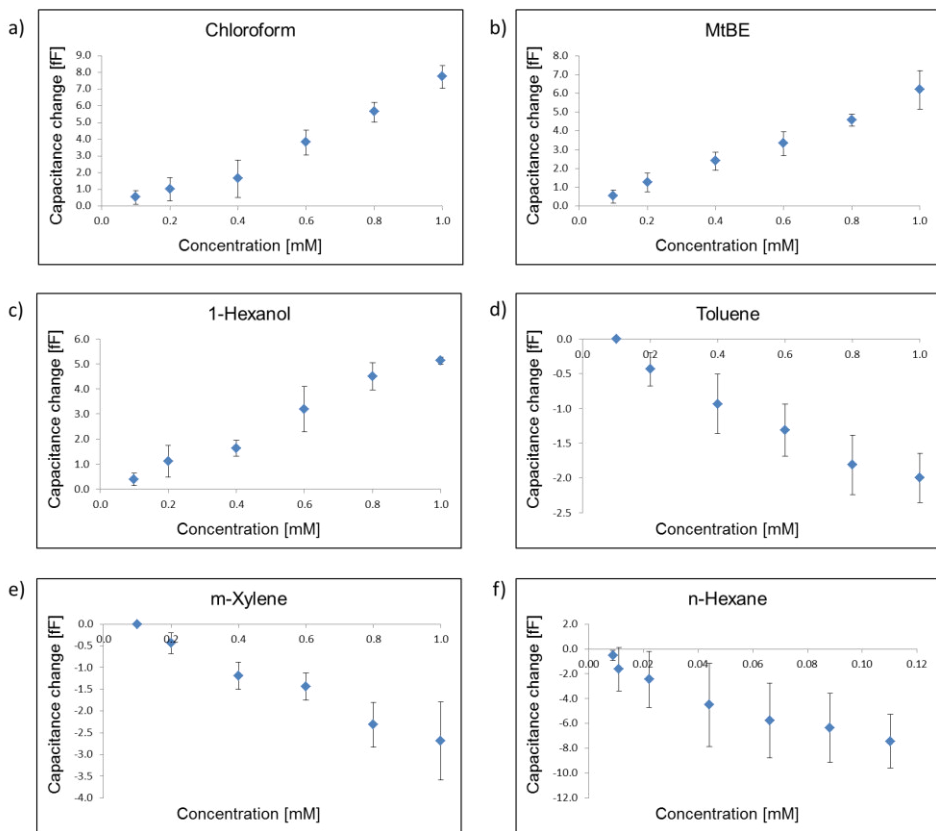 a)
Chloroform
Capacitance change [fF]
9.0
8.0
7.0
6.0
5.0
4.0
3.0
2.0
1.0
0.0
0.0 0.2 0.4 0.6 0.8 1.0
Concentration [mM]
b)
MtBE
Capacitance change [fF]
8.0
7.0
6.0
5.0
4.0
3.0
2.0
1.0
0.0
0.0 0.2 0.4 0.6 0.8 1.0
Concentration [mM]
c)
1-Hexanol
Capacitance change [fF]
6.0
5.0
4.0
3.0
2.0
1.0
0.0
0.0 0.2 0.4 0.6 0.8 1.0
Concentration [mM]
d)
Toluene
Capacitance change [fF]
0.0
0.0 0.2 0.4 0.6 0.8 1.0
-0.5
-1.0
-1.5
-2.0
-2.5
Concentration [mM]
e)
m-Xylene
Capacitance change [fF]
0.0
0.0 0.2 0.4 0.6 0.8 1.0
-0.5
-1.0
-1.5
-2.0
-2.5
-3.0
-3.5
-4.0
Concentration [mM]
f)
n-Hexane
Capacitance change [fF]
2.0
0.0
0.00 0.02 0.04 0.06 0.08 0.10 0.12
-2.0
-4.0
-6.0
-8.0
-10.0
-12.0
Concentration [mM]